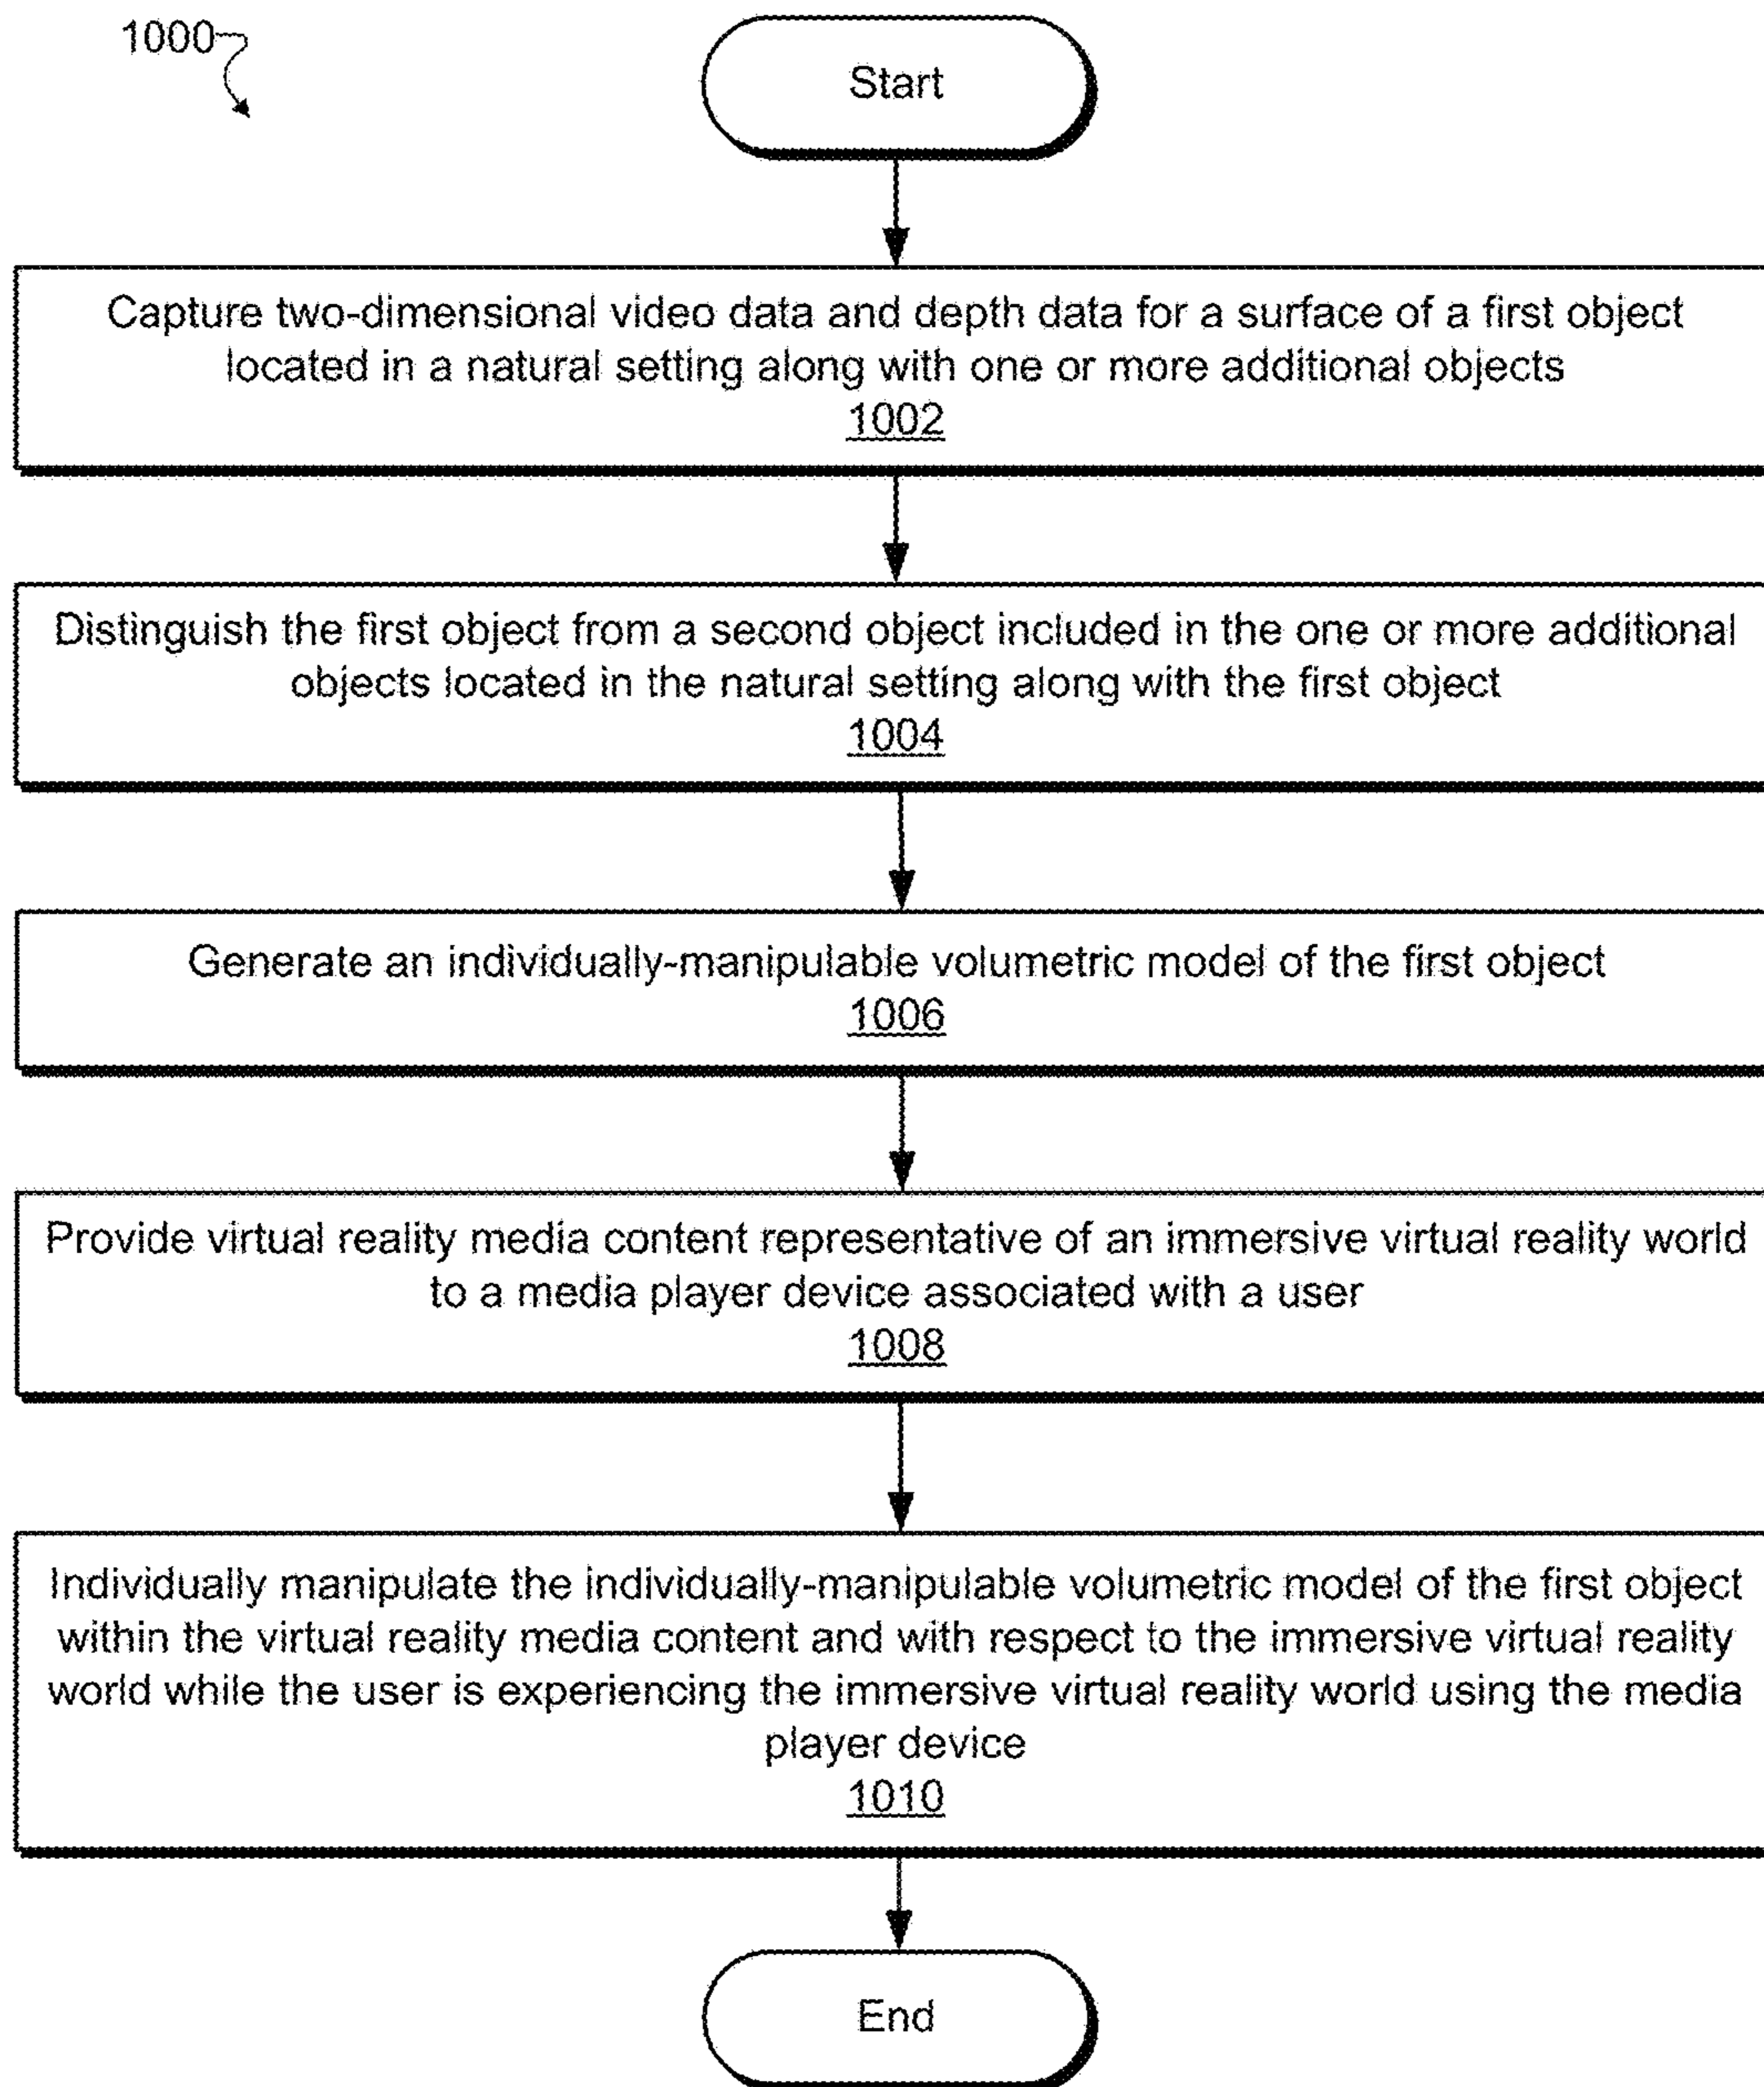 1000
Start
Capture two-dimensional video data and depth data for a surface of a first object
located in a natural setting along with one or more additional objects
1002
Distinguish the first object from a second object included in the one or more additional
objects located in the natural setting along with the first object
1004
Generate an individually-manipulable volumetric model of the first object
1006
Provide virtual reality media content representative of an immersive virtual reality world
to a media player device associated with a user
1008
Individually manipulate the individually-manipulable volumetric model of the first object
within the virtual reality media content and with respect to the immersive virtual reality
world while the user is experiencing the immersive virtual reality world using the media
player device
1010
End